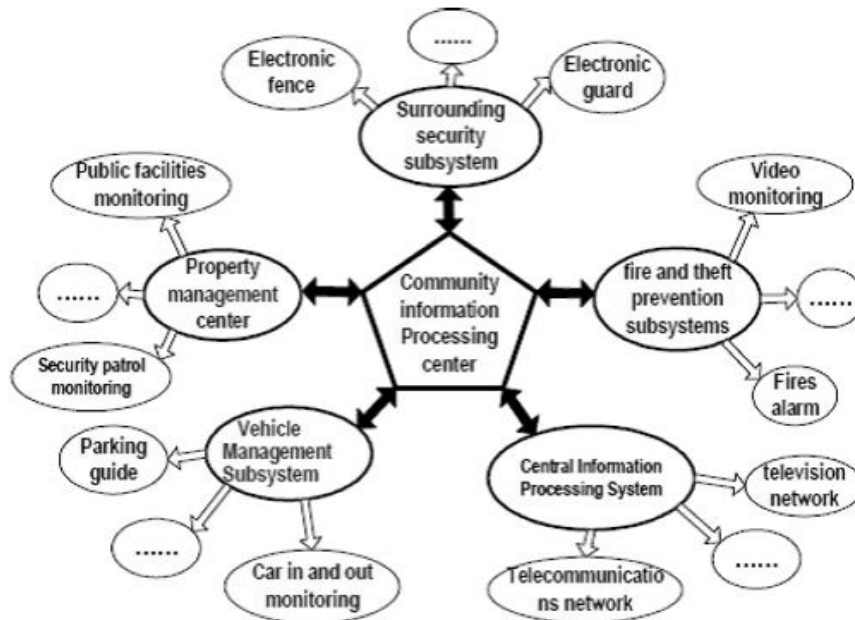 ......
Electronic
fence
Electronic
guard
Surrounding
security
subsystem
Public facilities
monitoring
Video
monitoring
Property
management
center
......
Community
information
Processing
center
fire and theft
prevention
subsystems
......
Security patrol
monitoring
Fires
alarm
Parking
guide
Vehicle
Management
Subsystem
Central Information
Processing System
television
network
......
......
Car in and out
monitoring
Telecommunicatio
ns network